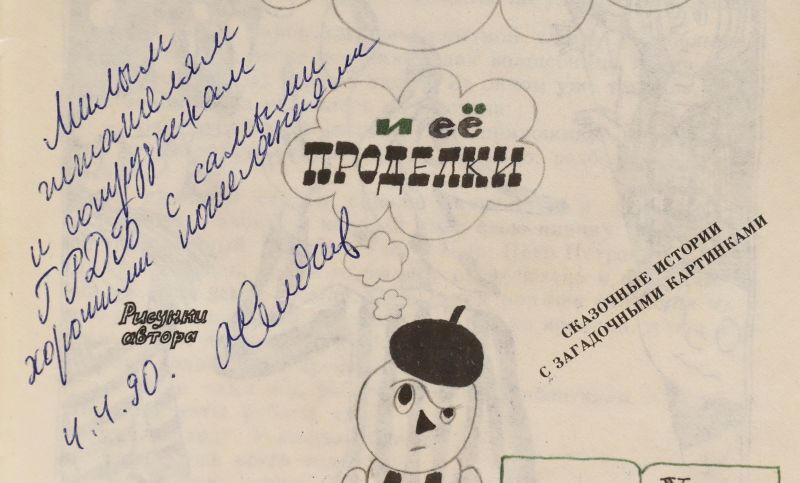 Милым
читателям
и сотрудникам
ГРДБ с самыми
хорошими пожеланиями
4.4.90.
и её
ПРОДЕЛКИ
Рисунки
автора
СКАЗОЧНЫЕ ИСТОРИИ
С ЗАГАДОЧНЫМИ КАРТИНКАМИ